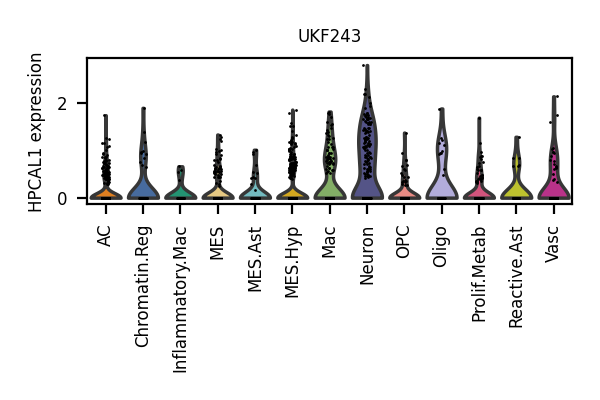 UKF243
HPCAL1 expression
2
0
AC
Chromatin.Reg
Inflammatory.Mac
MES
MES.Ast
MES.Hyp
Mac
Neuron
OPC
Oligo
Prolif.Metab
Reactive.Ast
Vasc